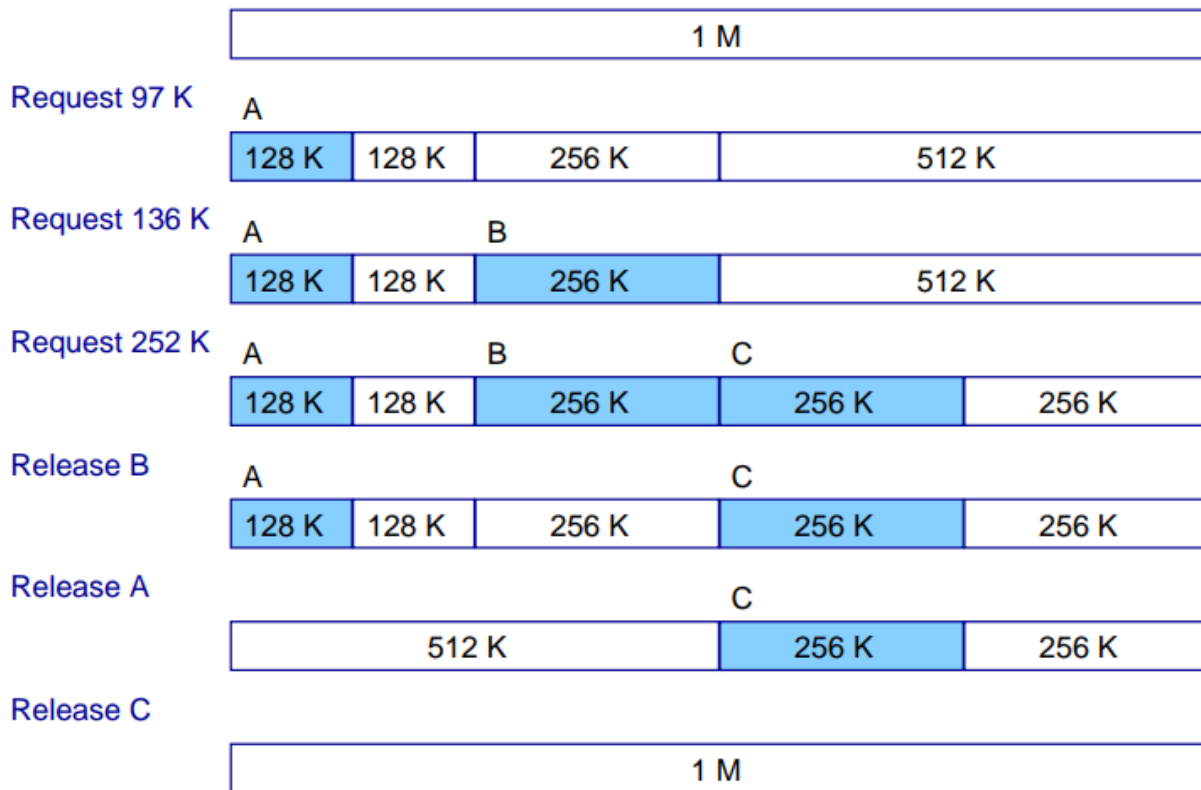 1 M
Request 97 K
A
128 K 128 K 256 K 512 K
Request 136 K
A B
128 K 128 K 256 K 512 K
Request 252 K
A B C
128 K 128 K 256 K 256 K 256 K
Release B
A C
128 K 128 K 256 K 256 K 256 K
Release A
C
512 K 256 K 256 K
Release C
1 M